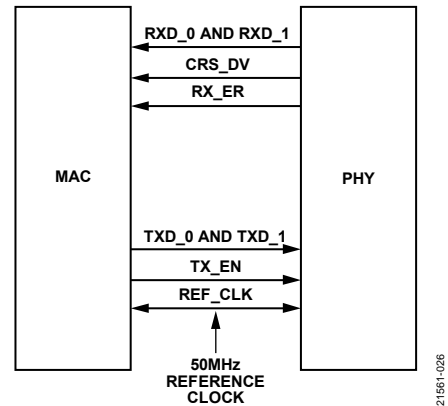 RXD_0 AND RXD_1
CRS_DV
RX_ER
MAC
PHY
TXD_0 AND TXD_1
TX_EN
REF_CLK
50MHz
REFERENCE
CLOCK
21561-026